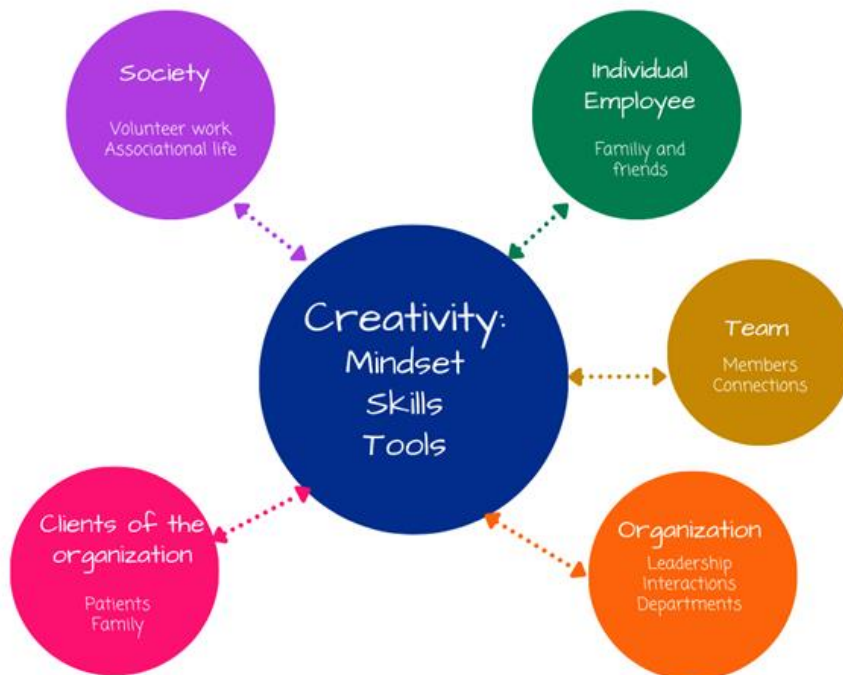 Society
Volunteer work
Associational life
Individual
Employee
Familiy and
friends
Creativity:
Mindset
Skills
Tools
Team
Members
Connections
Clients of the
organization
Patients
Family
Organization
Leadership
Interactions
Departments